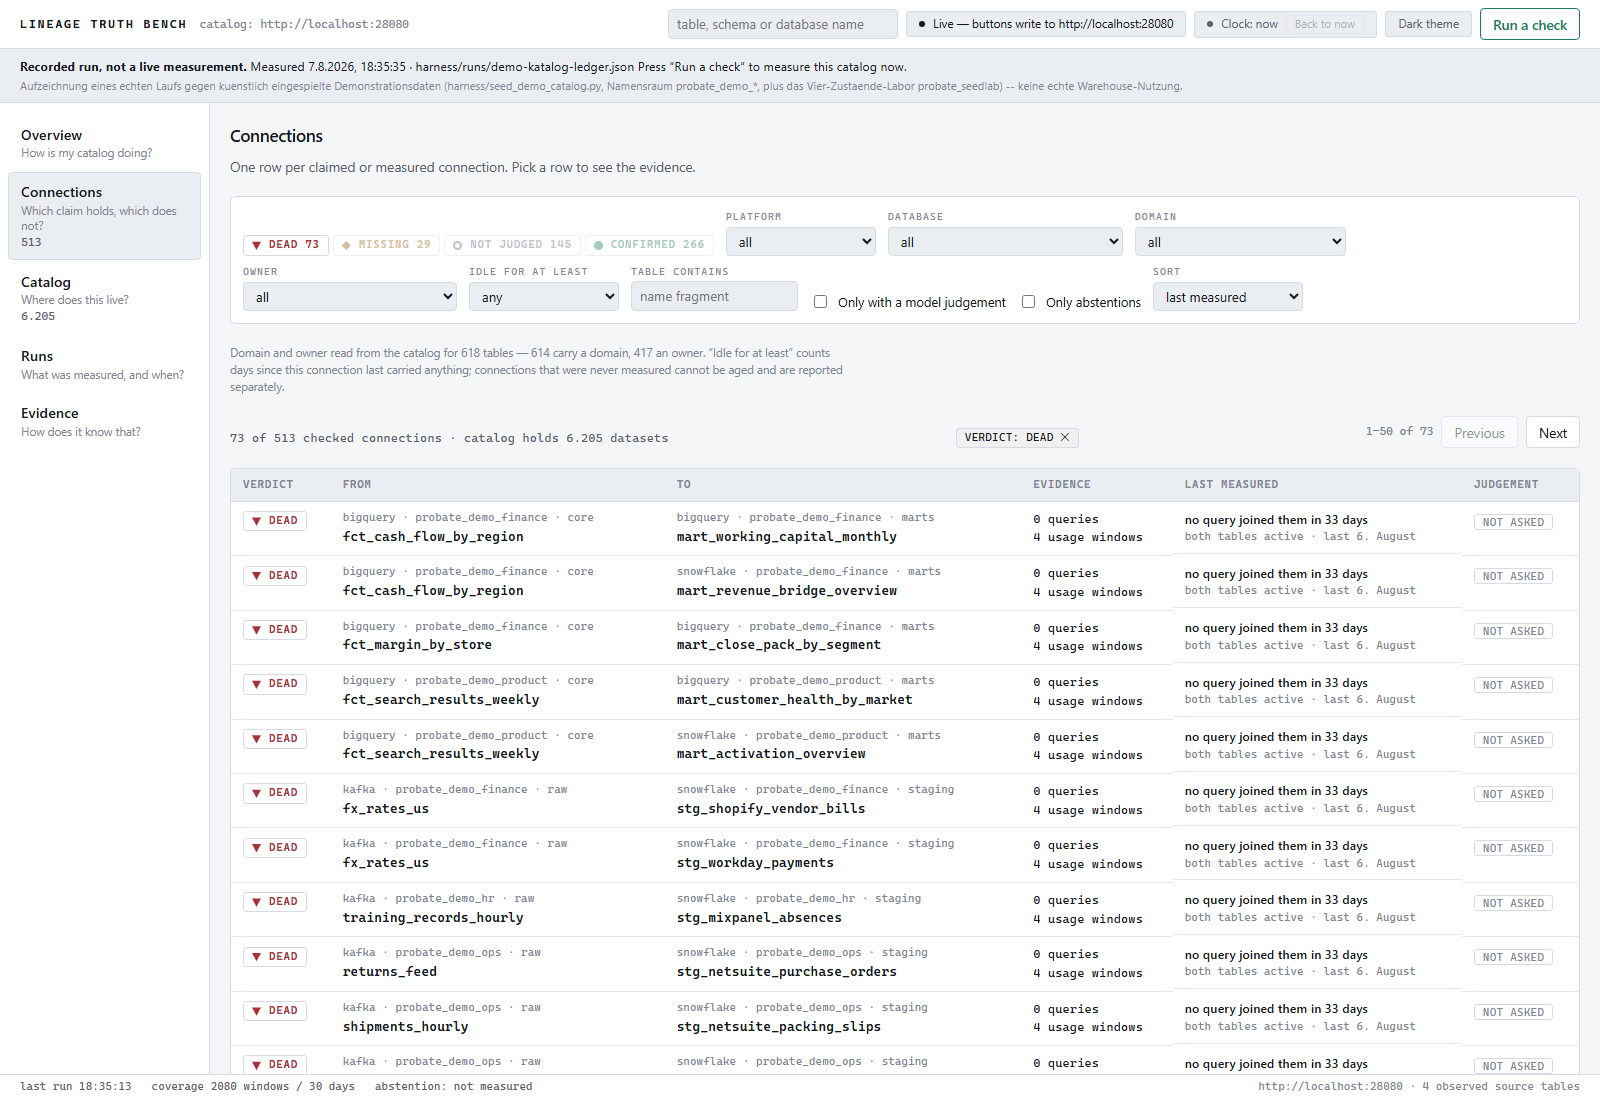 LINEAGE TRUTH BENCH catalog: http://localhost:28080
table, schema or database name
Live — buttons write to http://localhost:28080
Clock: now Back to now
Dark theme
Run a check
Recorded run, not a live measurement. Measured 7.8.2026, 18:35:35 · harness/runs/demo-katalog-ledger.json Press “Run a check” to measure this catalog now.
Aufzeichnung eines echten Laufs gegen kuenstlich eingespielte Demonstrationsdaten (harness/seed_demo_catalog.py, Namensraum probate_demo_*, plus das Vier-Zustaende-Labor probate_seedlab) -- keine echte Warehouse-Nutzung.
Overview
How is my catalog doing?
Connections
Which claim holds, which does
not?
513
Catalog
Where does this live?
6.205
Runs
What was measured, and when?
Evidence
How does it know that?
Connections
One row per claimed or measured connection. Pick a row to see the evidence.
PLATFORM DATABASE DOMAIN
▼ DEAD 73 ◆ MISSING 29 NOT JUDGED 145 ● CONFIRMED 266 all all all
OWNER IDLE FOR AT LEAST TABLE CONTAINS SORT
all any name fragment Only with a model judgement Only abstentions last measured
Domain and owner read from the catalog for 618 tables — 614 carry a domain, 417 an owner. “Idle for at least” counts
days since this connection last carried anything; connections that were never measured cannot be aged and are reported
separately.
73 of 513 checked connections · catalog holds 6.205 datasets VERDICT: DEAD ✕ 1–50 of 73 Previous Next
VERDICT FROM TO EVIDENCE LAST MEASURED JUDGEMENT
▼ DEAD bigquery · probate_demo_finance · core bigquery · probate_demo_finance · marts 0 queries no query joined them in 33 days NOT ASKED
fct_cash_flow_by_region mart_working_capital_monthly 4 usage windows both tables active · last 6. August
▼ DEAD bigquery · probate_demo_finance · core snowflake · probate_demo_finance · marts 0 queries no query joined them in 33 days NOT ASKED
fct_cash_flow_by_region mart_revenue_bridge_overview 4 usage windows both tables active · last 6. August
▼ DEAD bigquery · probate_demo_finance · core bigquery · probate_demo_finance · marts 0 queries no query joined them in 33 days NOT ASKED
fct_margin_by_store mart_close_pack_by_segment 4 usage windows both tables active · last 6. August
▼ DEAD bigquery · probate_demo_product · core bigquery · probate_demo_product · marts 0 queries no query joined them in 33 days NOT ASKED
fct_search_results_weekly mart_customer_health_by_market 4 usage windows both tables active · last 6. August
▼ DEAD bigquery · probate_demo_product · core snowflake · probate_demo_product · marts 0 queries no query joined them in 33 days NOT ASKED
fct_search_results_weekly mart_activation_overview 4 usage windows both tables active · last 6. August
▼ DEAD kafka · probate_demo_finance · raw snowflake · probate_demo_finance · staging 0 queries no query joined them in 33 days NOT ASKED
fx_rates_us stg_shopify_vendor_bills 4 usage windows both tables active · last 6. August
▼ DEAD kafka · probate_demo_finance · raw snowflake · probate_demo_finance · staging 0 queries no query joined them in 33 days NOT ASKED
fx_rates_us stg_workday_payments 4 usage windows both tables active · last 6. August
▼ DEAD kafka · probate_demo_hr · raw snowflake · probate_demo_hr · staging 0 queries no query joined them in 33 days NOT ASKED
training_records_hourly stg_mixpanel_absences 4 usage windows both tables active · last 6. August
▼ DEAD kafka · probate_demo_ops · raw snowflake · probate_demo_ops · staging 0 queries no query joined them in 33 days NOT ASKED
returns_feed stg_netsuite_purchase_orders 4 usage windows both tables active · last 6. August
▼ DEAD kafka · probate_demo_ops · raw snowflake · probate_demo_ops · staging 0 queries no query joined them in 33 days NOT ASKED
shipments_hourly stg_netsuite_packing_slips 4 usage windows both tables active · last 6. August
▼ DEAD kafka · probate_demo_ops · raw snowflake · probate_demo_ops · staging 0 queries no query joined them in 33 days NOT ASKED
last run 18:35:13 coverage 2080 windows / 30 days abstention: not measured http://localhost:28080 · 4 observed source tables